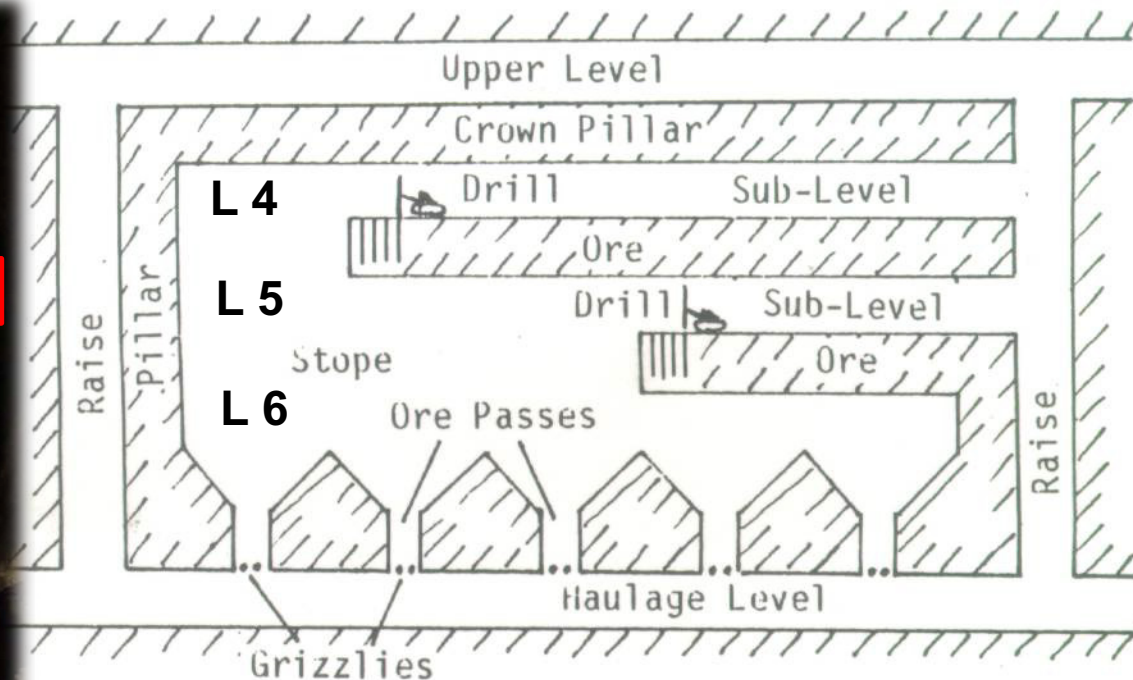 Upper Level
Crown Pillar
L 4
Drill
Sub-Level
Ore
L 5
Drill
Sub-Level
Pillar
Raise
Stope
Ore
L 6
Ore Passes
Raise
Haulage Level
Grizzlies